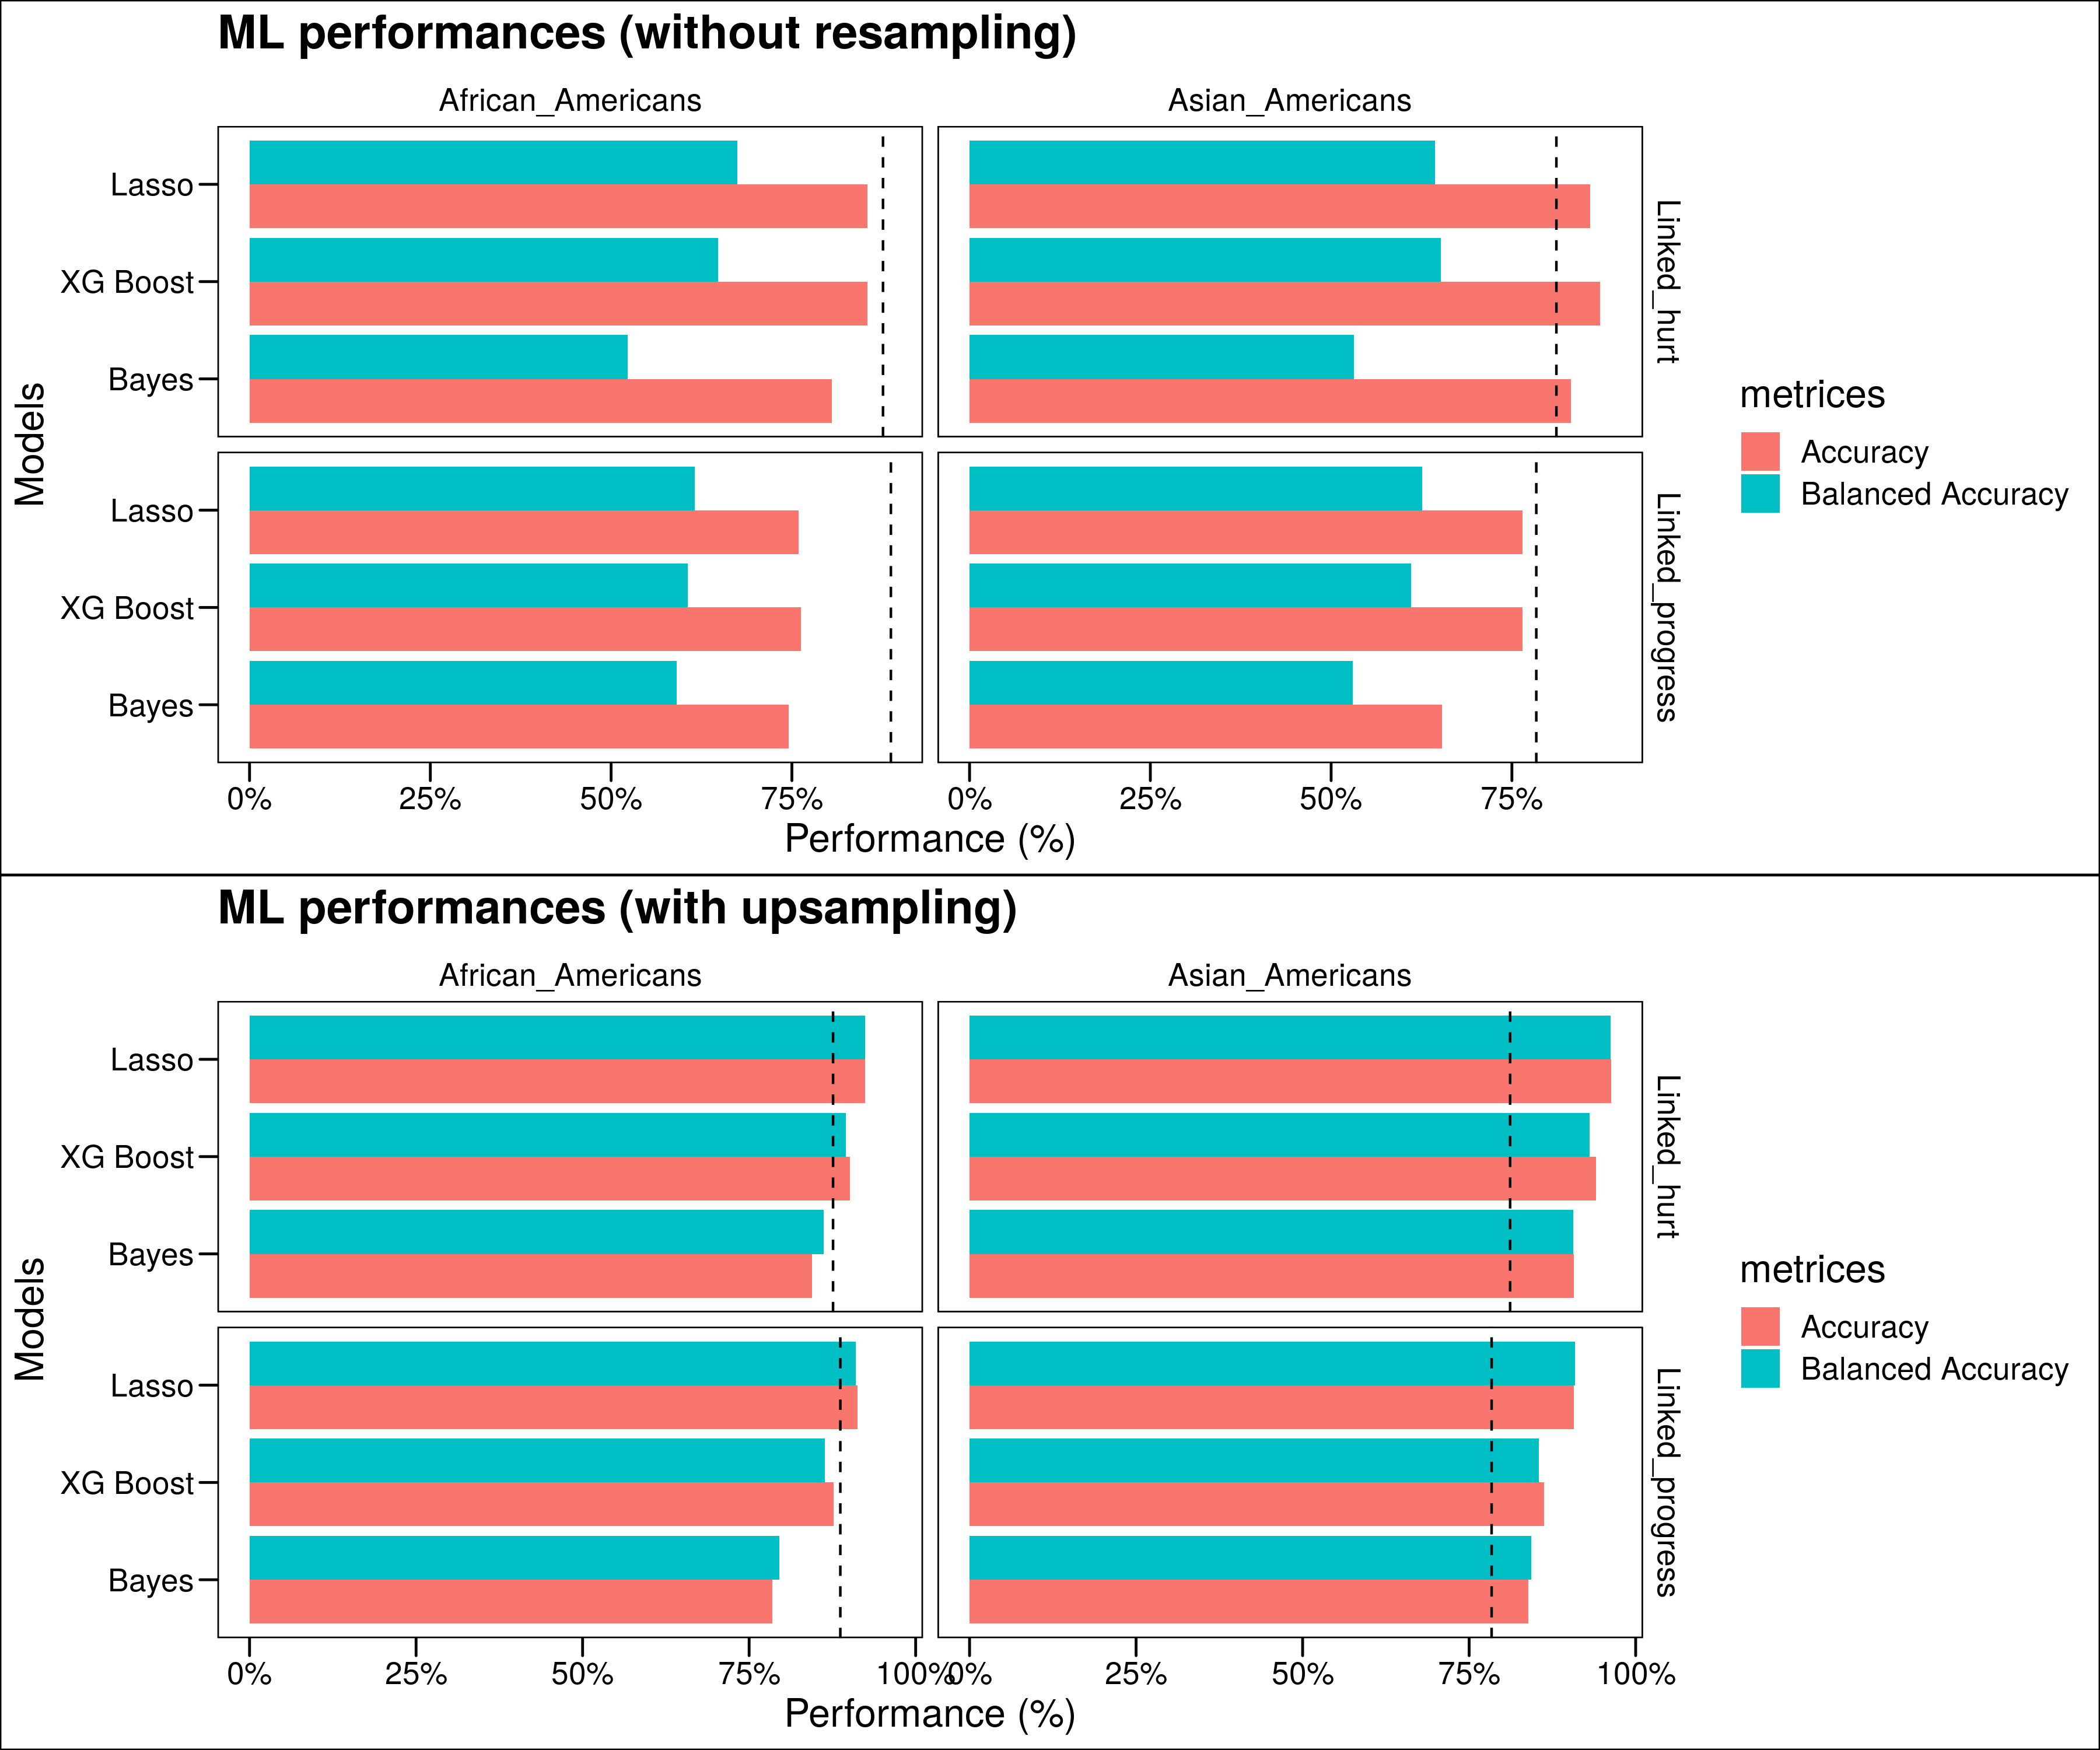 ML performances (without resampling)
African_Americans
Asian_Americans
Lasso
XG Boost
Bayes
Linked_hurt
Lasso
XG Boost
Bayes
Linked_progress
Models
0% 25% 50% 75%
0% 25% 50% 75%
Performance (%)
metrices
Accuracy
Balanced Accuracy
ML performances (with upsampling)
African_Americans
Asian_Americans
Lasso
XG Boost
Bayes
Linked_hurt
Lasso
XG Boost
Bayes
Linked_progress
Models
0% 25% 50% 75% 100%
0% 25% 50% 75% 100%
Performance (%)
metrices
Accuracy
Balanced Accuracy